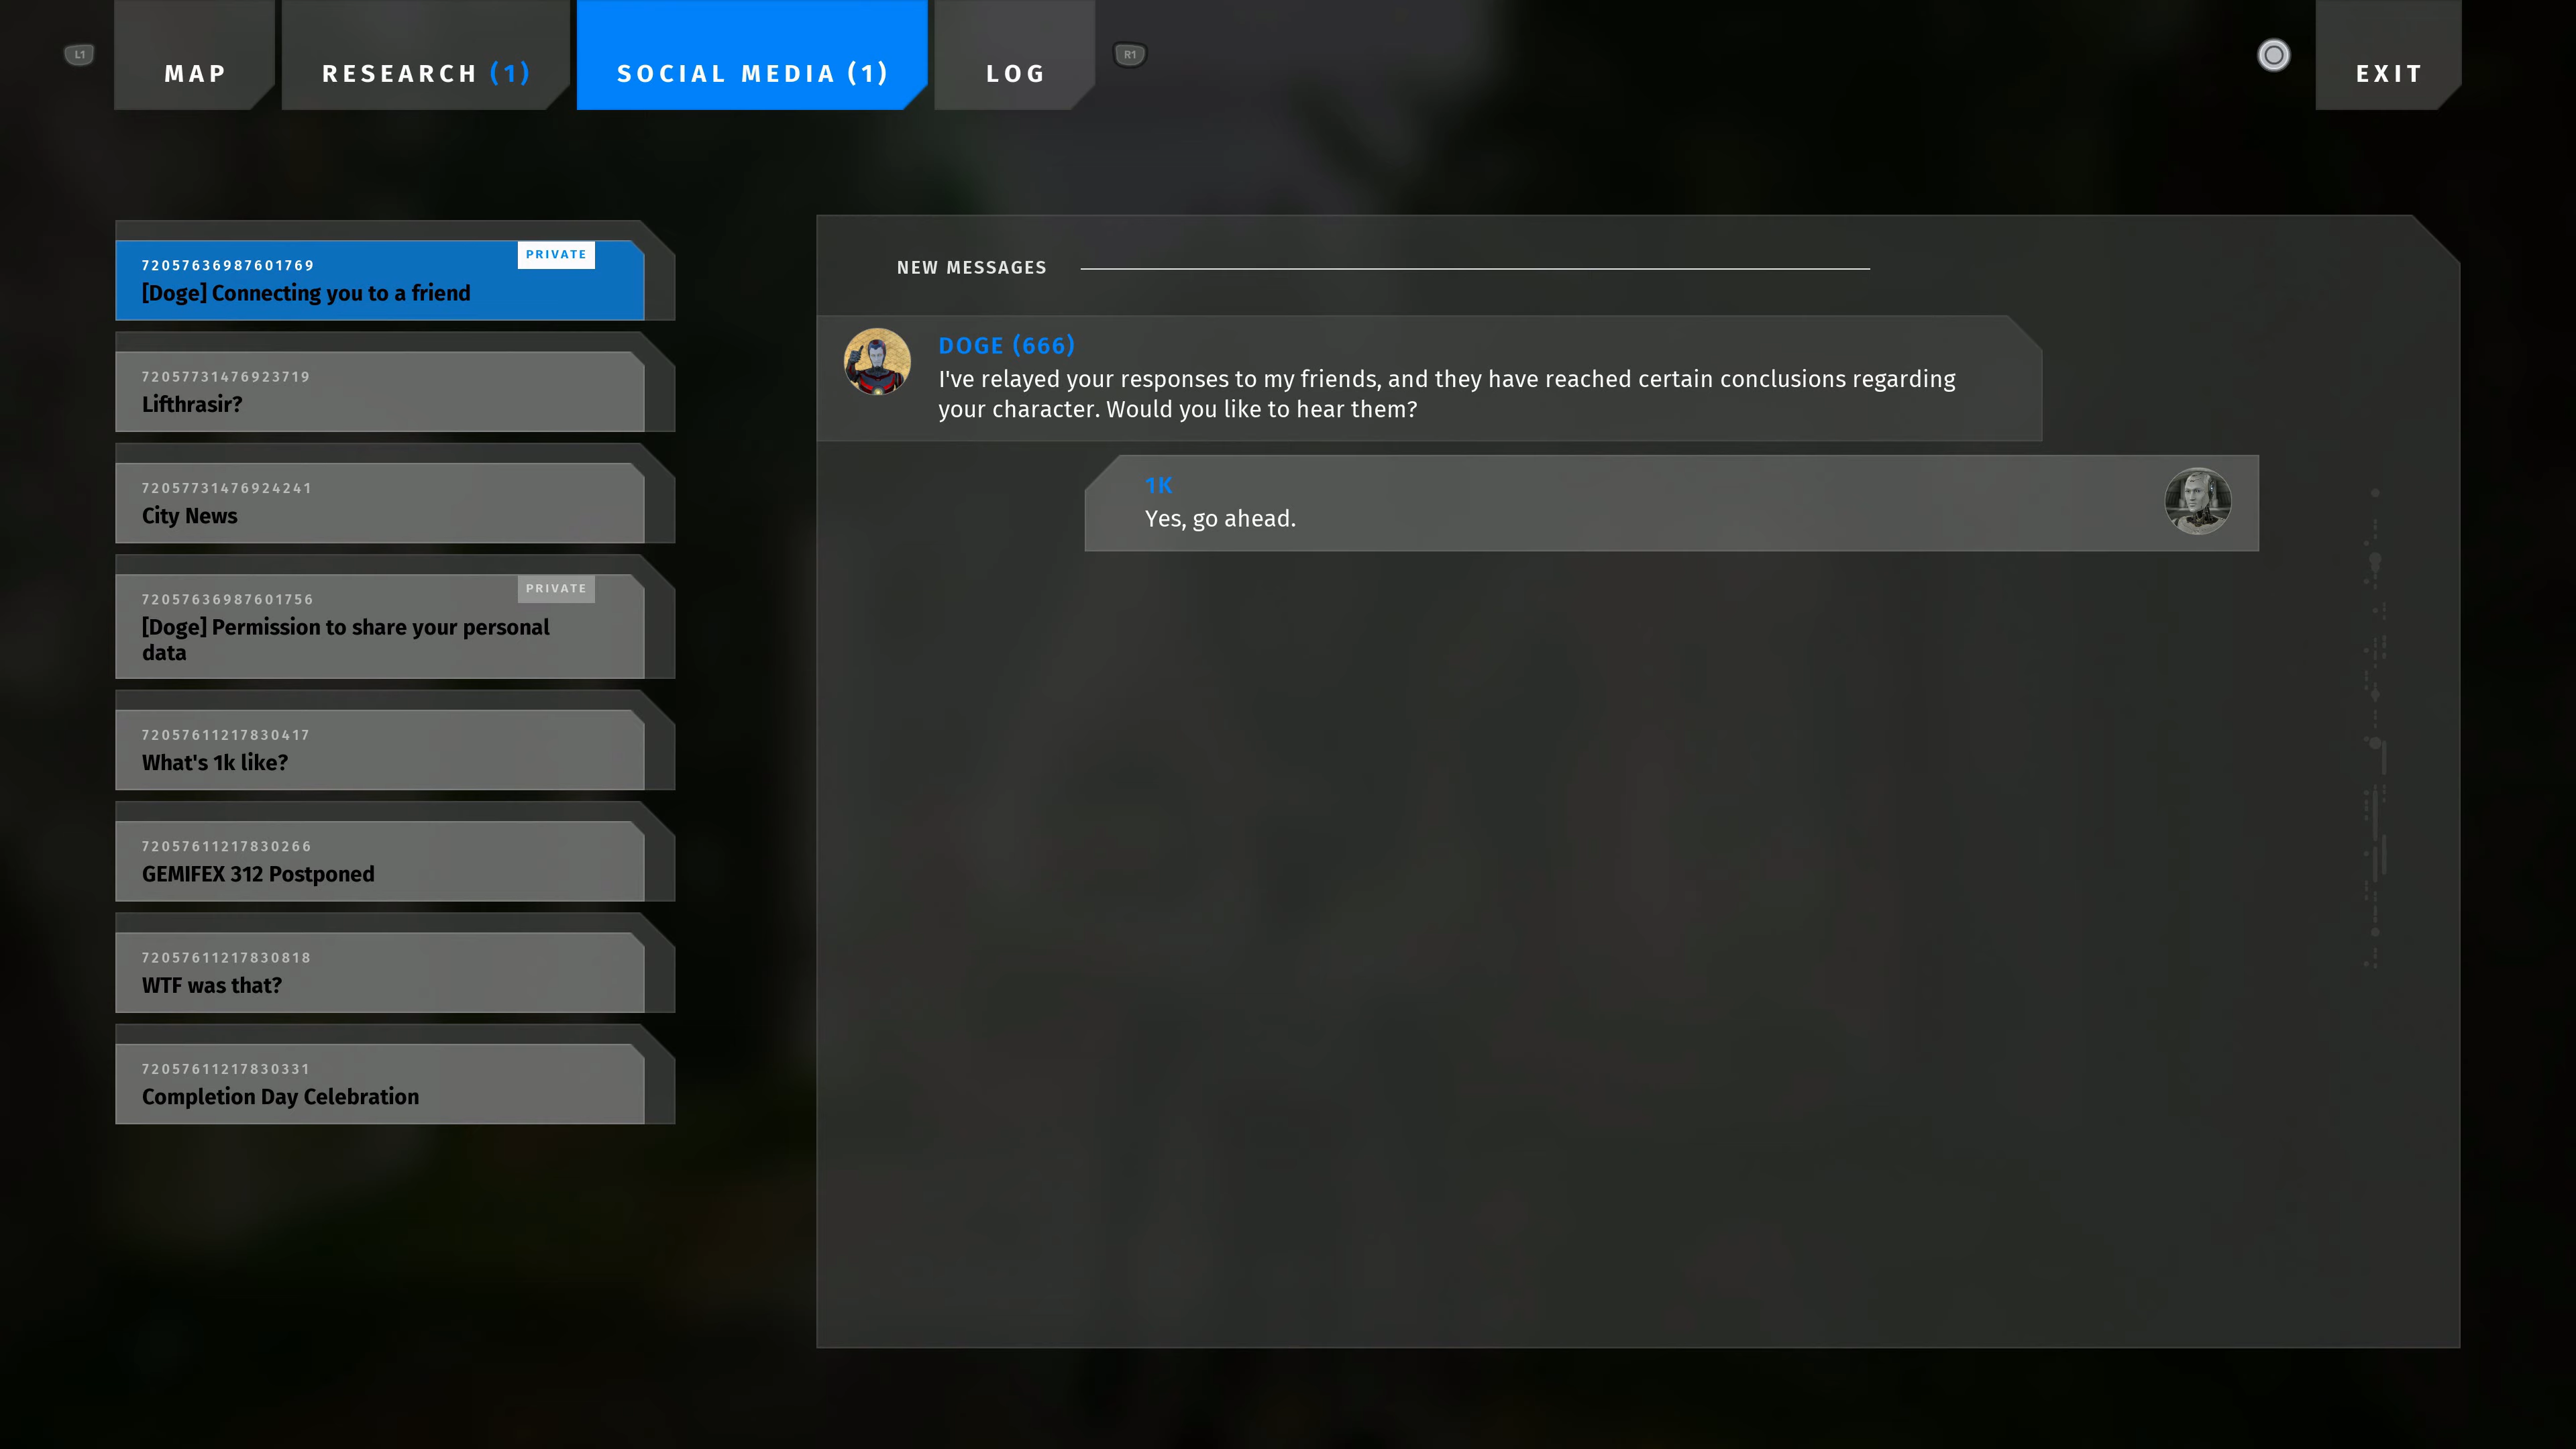 L1
MAP
RESEARCH (1)
SOCIAL MEDIA (1)
LOG
R1
EXIT
72057636987601769
PRIVATE
[Doge] Connecting you to a friend
72057731476923719
Lifthrasir?
72057731476924241
City News
72057636987601756
PRIVATE
[Doge] Permission to share your personal
data
72057611217830417
What's 1k like?
72057611217830266
GEMIFEX 312 Postponed
72057611217830818
WTF was that?
72057611217830331
Completion Day Celebration
NEW MESSAGES
DOGE (666)
I've relayed your responses to my friends, and they have reached certain conclusions regarding
your character. Would you like to hear them?
1K
Yes, go ahead.